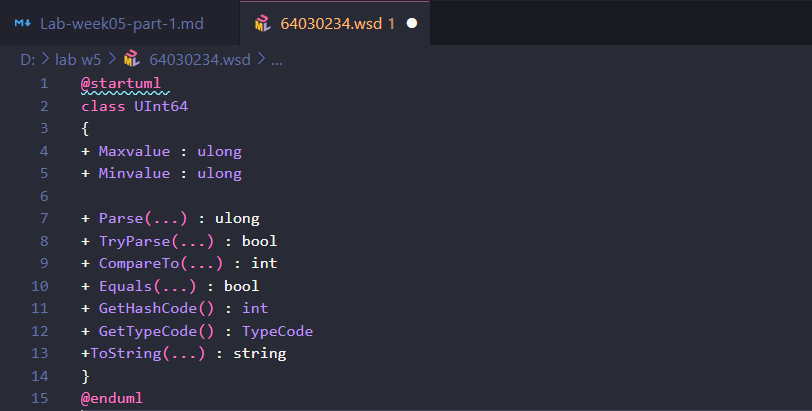 Lab-week05-part-1.md 64030234.wsd 1
D: > lab w5 > 64030234.wsd > ...
1 @startuml
2 class UInt64
3 {
4 + Maxvalue : ulong
5 + Minvalue : ulong
6
7 + Parse(...) : ulong
8 + TryParse(...) : bool
9 + CompareTo(...) : int
10 + Equals(...) : bool
11 + GetHashCode() : int
12 + GetTypeCode() : TypeCode
13 +ToString(...) : string
14 }
15 @enduml